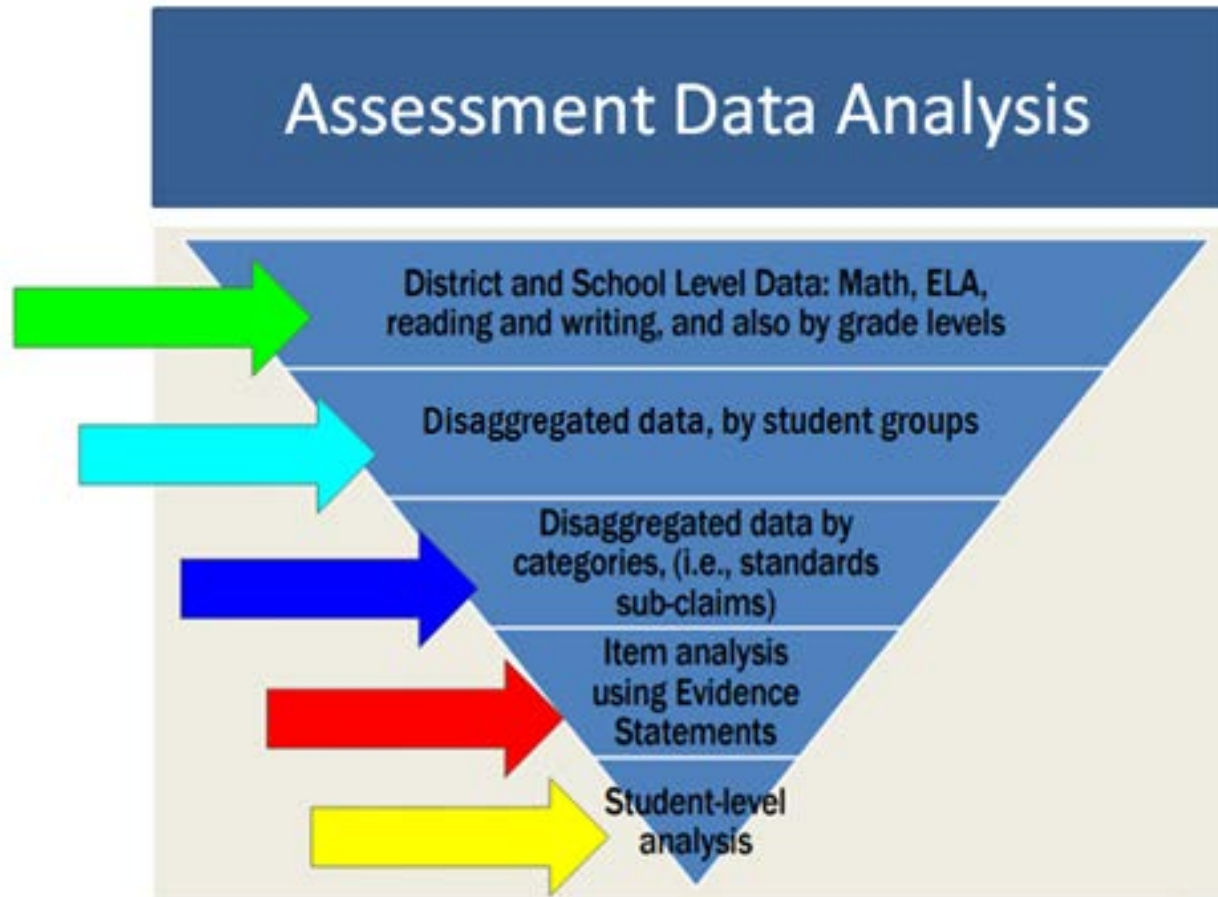 Assessment Data Analysis
District and School Level Data: Math, ELA,
reading and writing, and also by grade levels
Disaggregated data, by student groups
Disaggregated data by
categories, (i.e., standards
sub-claims)
Item analysis
using Evidence
Statements
Student-level
analysis